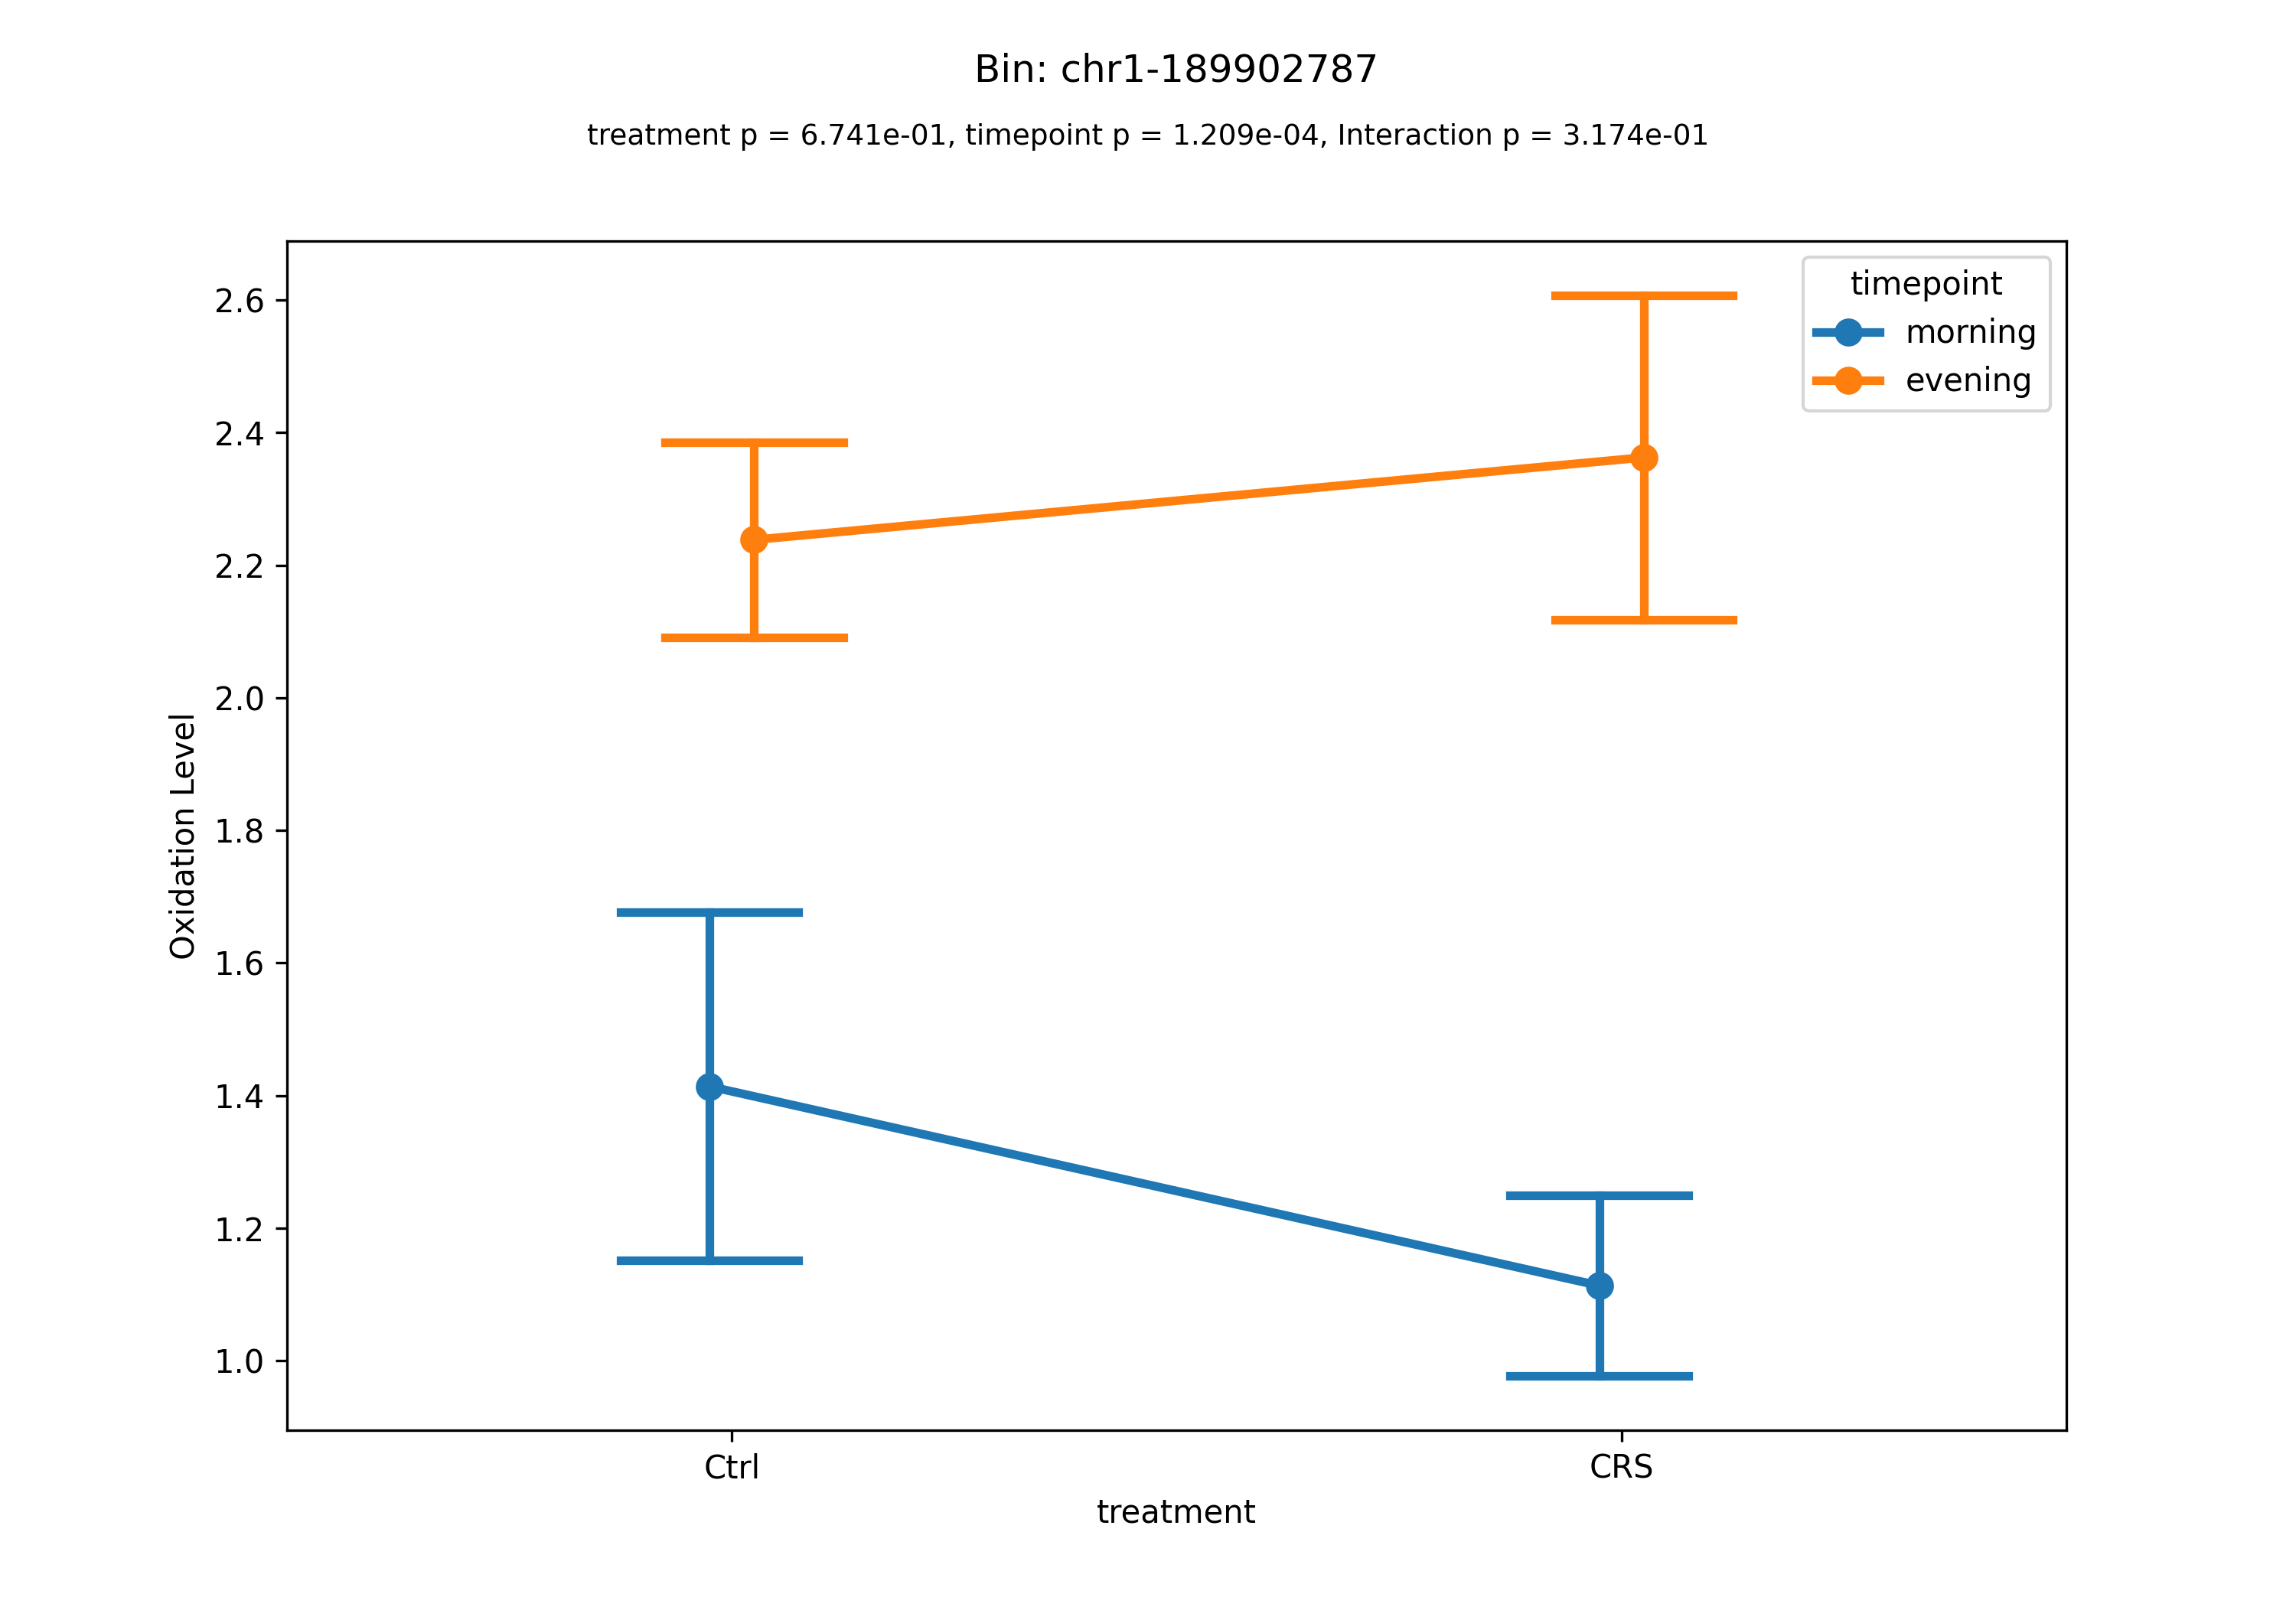 Bin: chr1-189902787
treatment p = 6.741e-01, timepoint p = 1.209e-04, Interaction p = 3.174e-01
timepoint
morning
evening
2.6
2.4
2.2
2.0
1.8
1.6
1.4
1.2
1.0
Oxidation Level
Ctrl
CRS
treatment